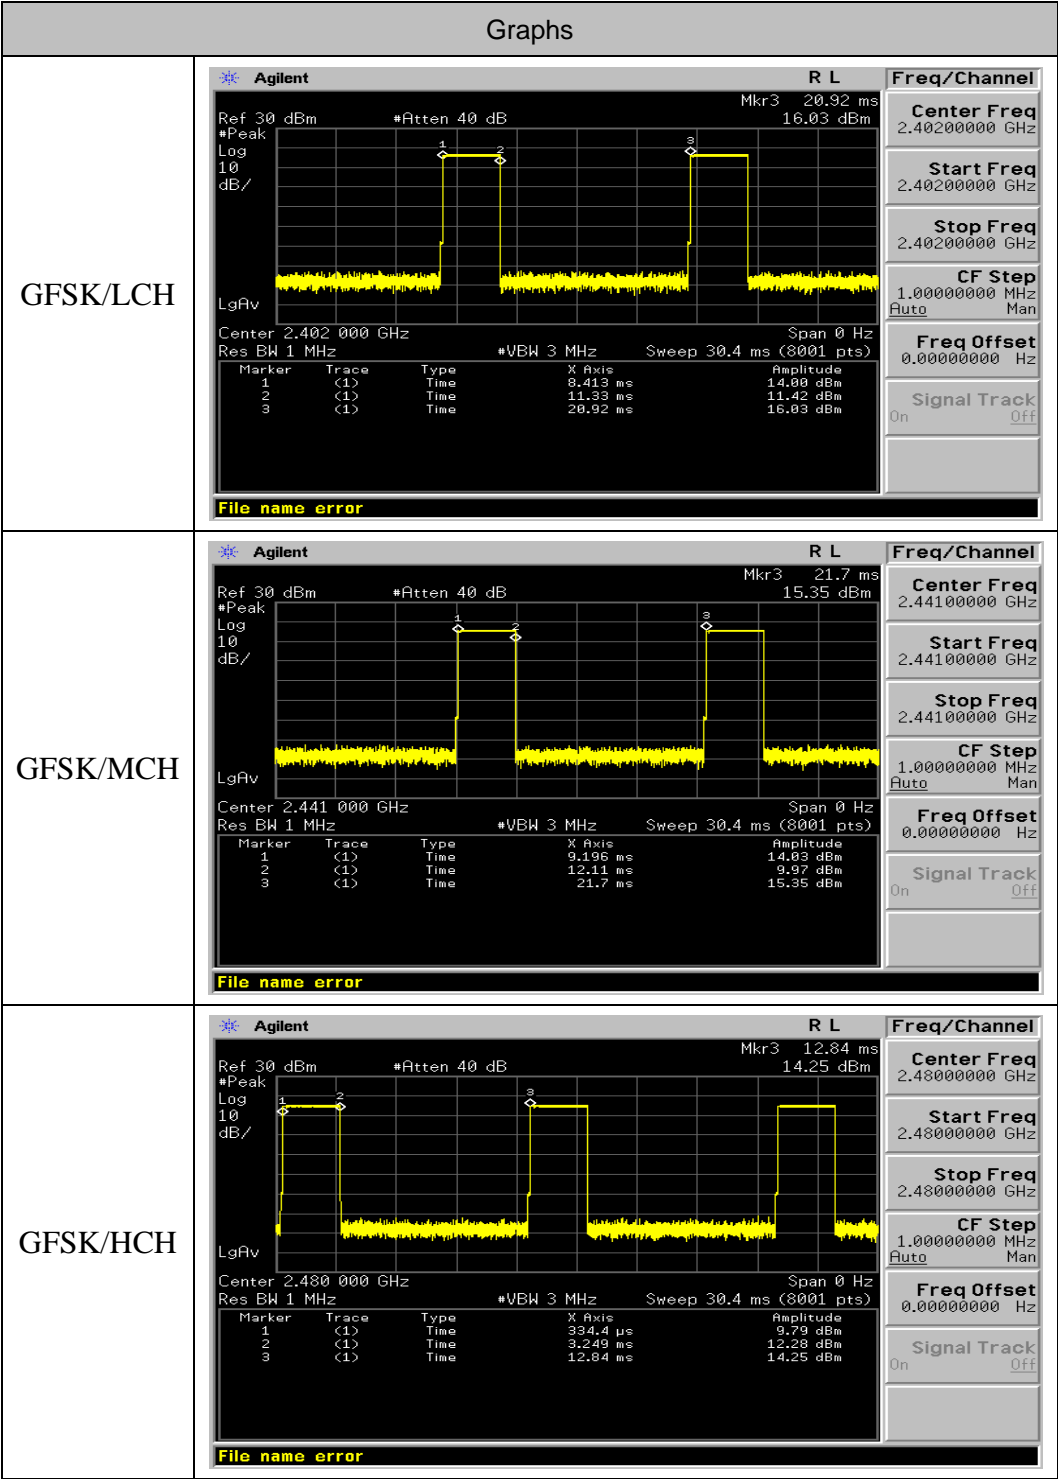 Graphs
GFSK/LCH
Agilent R L Freq/Channel
Mkr3 20.92 ms
Ref 30 dBm #Atten 40 dB 16.03 dBm
#Peak
Log
10
dB/
1 2 3
LgAv
Center 2.402 000 GHz Span 0 Hz
Res BW 1 MHz #VBW 3 MHz Sweep 30.4 ms (8001 pts)
Marker Trace Type X Axis Amplitude
1 (1) Time 8.413 ms 14.00 dBm
2 (1) Time 11.33 ms 11.42 dBm
3 (1) Time 20.92 ms 16.03 dBm
File name error
Center Freq
2.40200000 GHz
Start Freq
2.40200000 GHz
Stop Freq
2.40200000 GHz
CF Step
1.00000000 MHz
Auto Man
Freq Offset
0.00000000 Hz
Signal Track
On Off
GFSK/MCH
Agilent R L Freq/Channel
Mkr3 21.7 ms
Ref 30 dBm #Atten 40 dB 15.35 dBm
#Peak
Log
10
dB/
1 2 3
LgAv
Center 2.441 000 GHz Span 0 Hz
Res BW 1 MHz #VBW 3 MHz Sweep 30.4 ms (8001 pts)
Marker Trace Type X Axis Amplitude
1 (1) Time 9.196 ms 14.03 dBm
2 (1) Time 12.11 ms 9.97 dBm
3 (1) Time 21.7 ms 15.35 dBm
File name error
Center Freq
2.44100000 GHz
Start Freq
2.44100000 GHz
Stop Freq
2.44100000 GHz
CF Step
1.00000000 MHz
Auto Man
Freq Offset
0.00000000 Hz
Signal Track
On Off
GFSK/HCH
Agilent R L Freq/Channel
Mkr3 12.84 ms
Ref 30 dBm #Atten 40 dB 14.25 dBm
#Peak
Log
10
dB/
1 2 3
LgAv
Center 2.480 000 GHz Span 0 Hz
Res BW 1 MHz #VBW 3 MHz Sweep 30.4 ms (8001 pts)
Marker Trace Type X Axis Amplitude
1 (1) Time 334.4 µs 9.79 dBm
2 (1) Time 3.249 ms 12.28 dBm
3 (1) Time 12.84 ms 14.25 dBm
File name error
Center Freq
2.48000000 GHz
Start Freq
2.48000000 GHz
Stop Freq
2.48000000 GHz
CF Step
1.00000000 MHz
Auto Man
Freq Offset
0.00000000 Hz
Signal Track
On Off